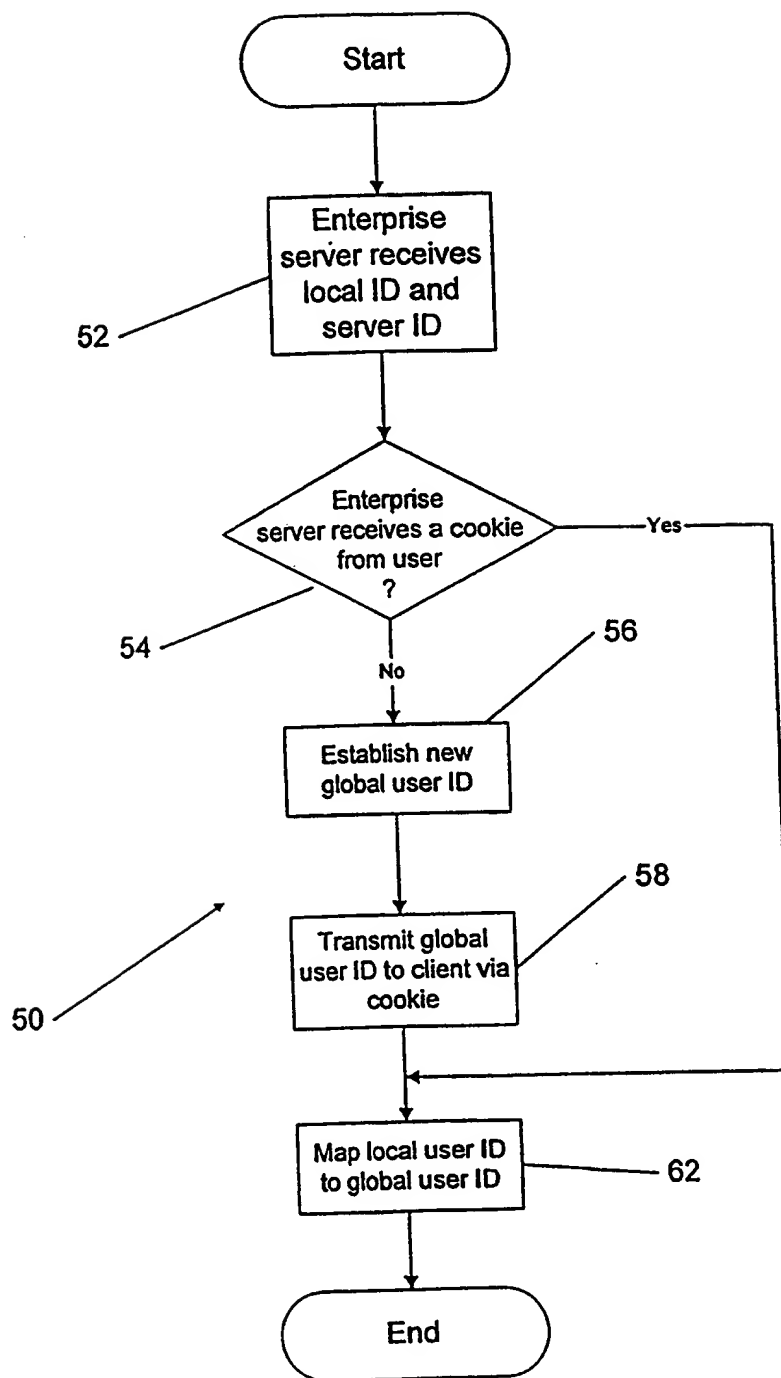 Start
Enterprise
server receives
local ID and
server ID
52
Enterprise
server receives a cookie
from user
?
Yes
54
No
56
Establish new
global user ID
58
Transmit global
user ID to client via
cookie
50
Map local user ID
to global user ID
62
End